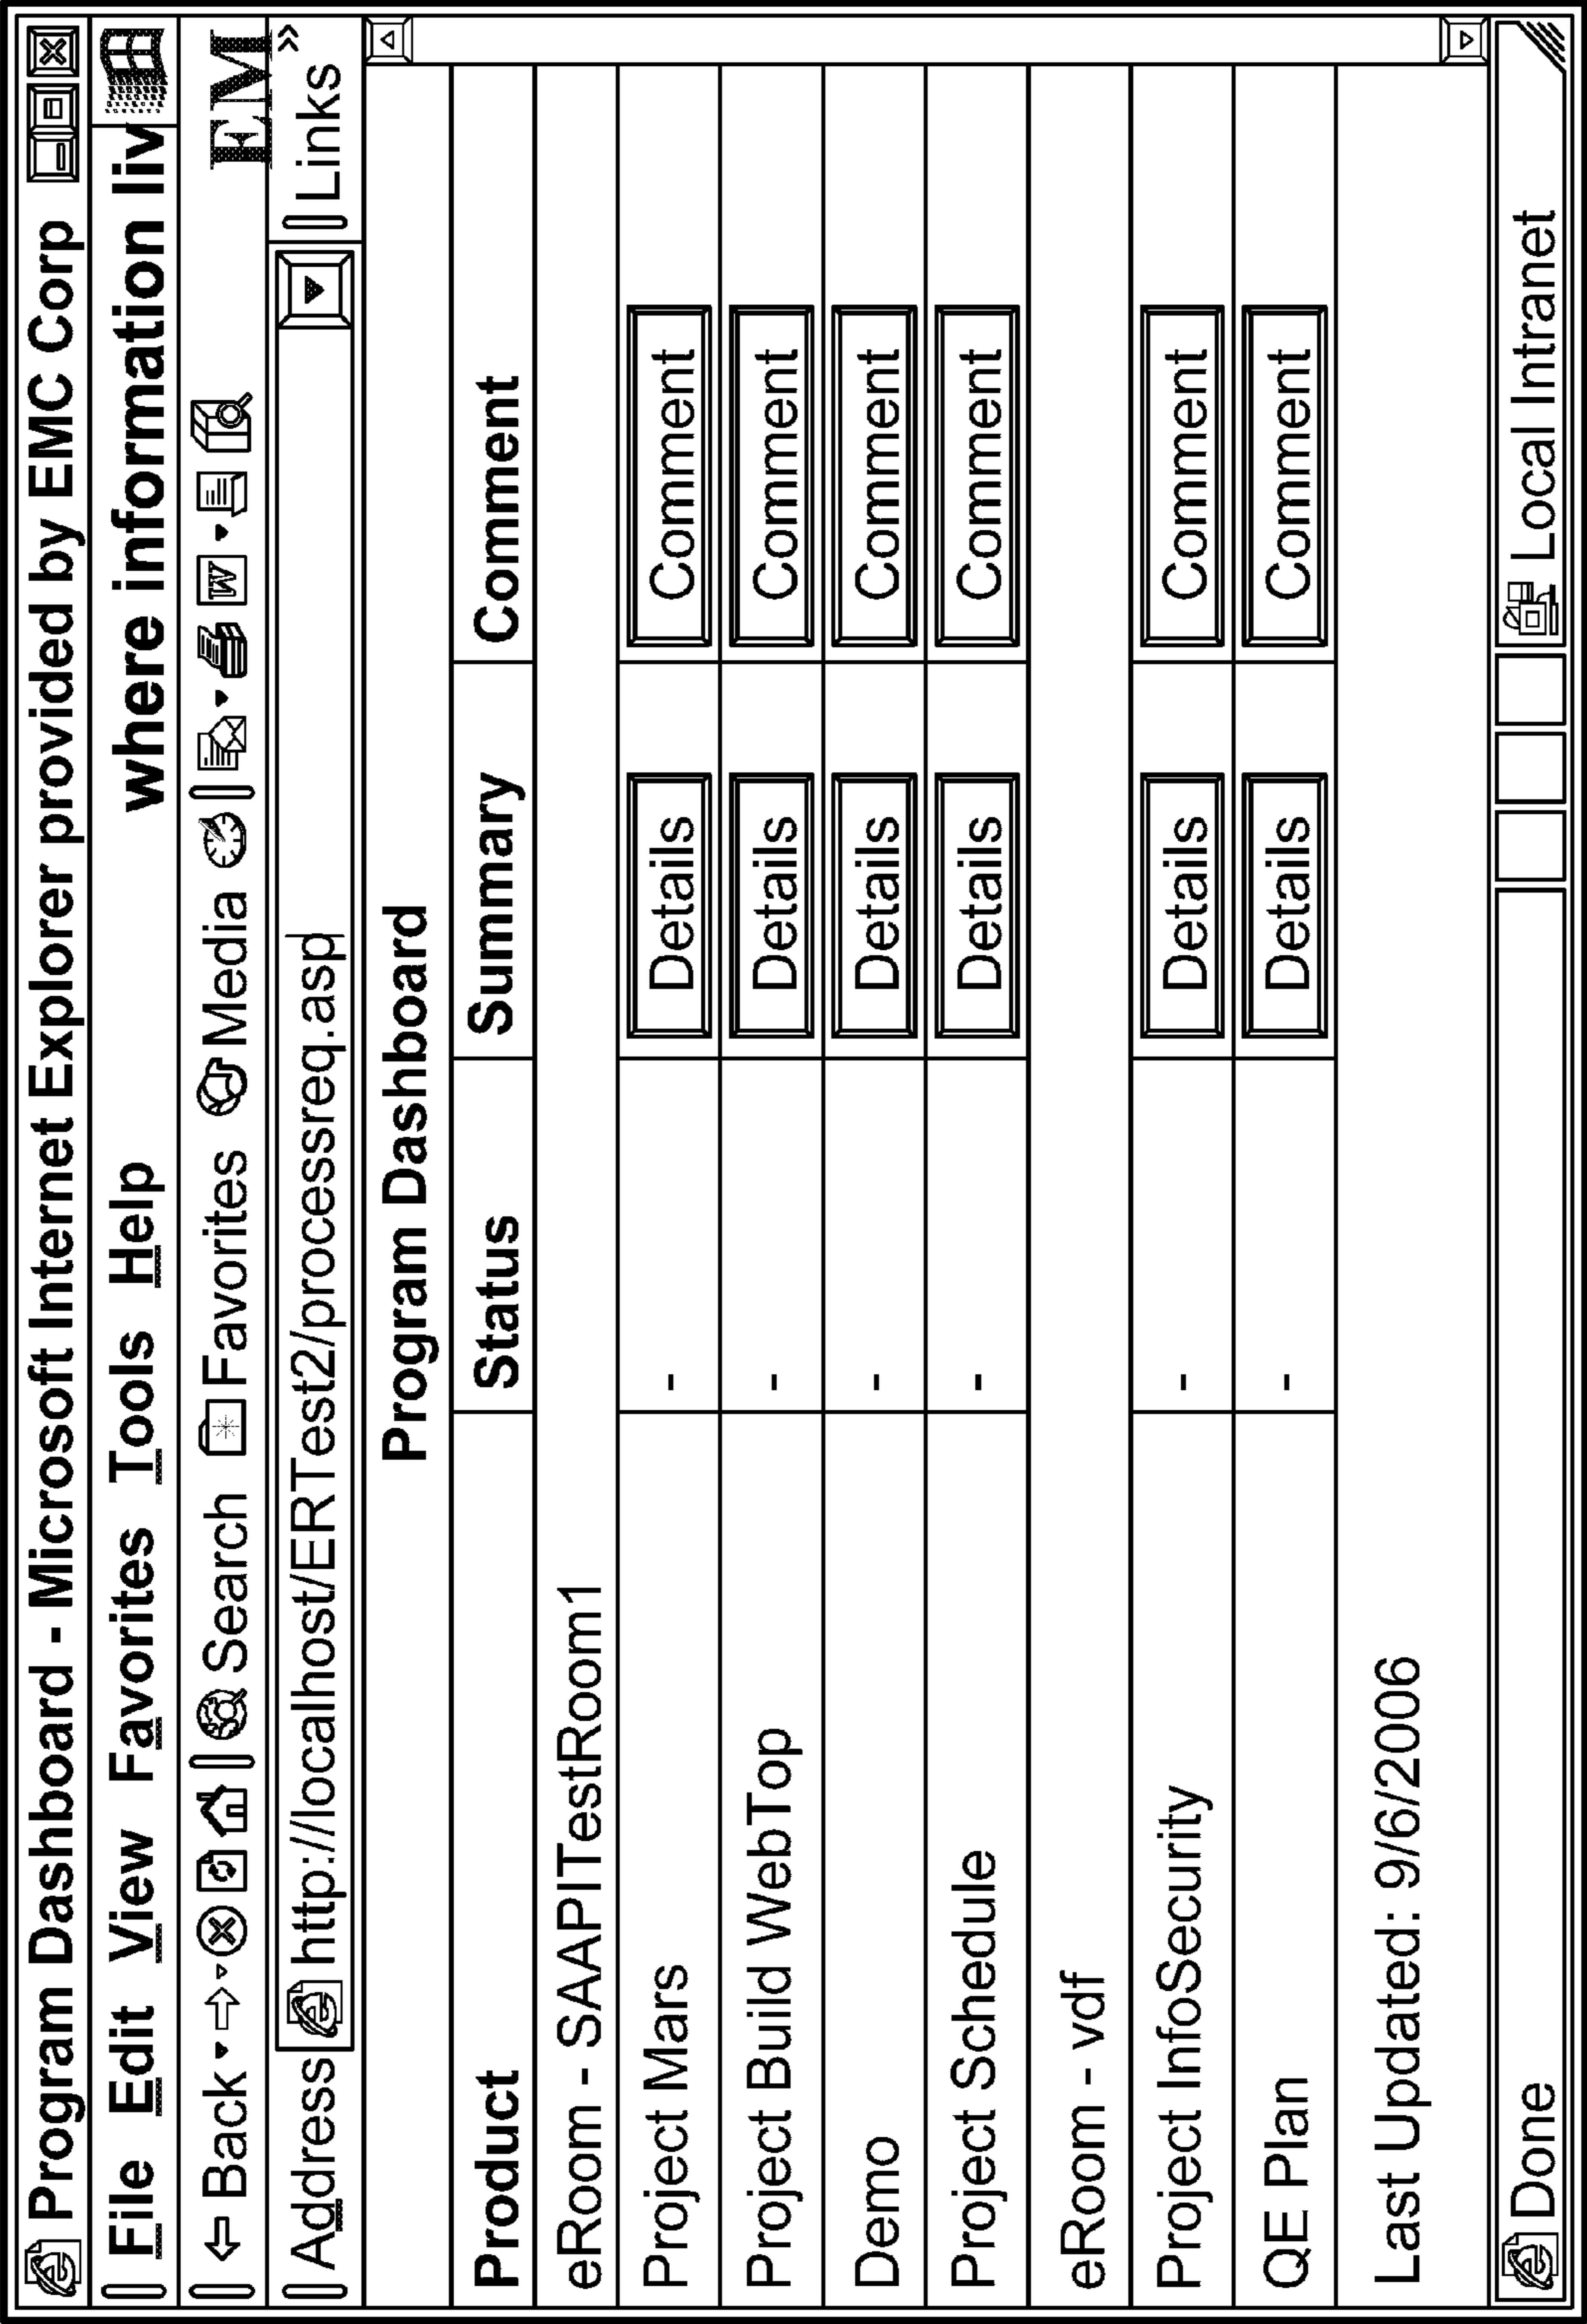 Program Dashboard - Microsoft Internet Explorer provided by EMC Corp
File Edit View Favorites Tools Help where information liv
Back Search Favorites Media W EM
Address http://localhost/ERTest2/processreq.asp Links »
Program Dashboard
Product Status Summary Comment
eRoom - SAAPITestRoom1
Project Mars - Details Comment
Project Build WebTop - Details Comment
Demo - Details Comment
Project Schedule - Details Comment
eRoom - vdf
Project InfoSecurity - Details Comment
QE Plan - Details Comment
Last Updated: 9/6/2006
Done Local Intranet